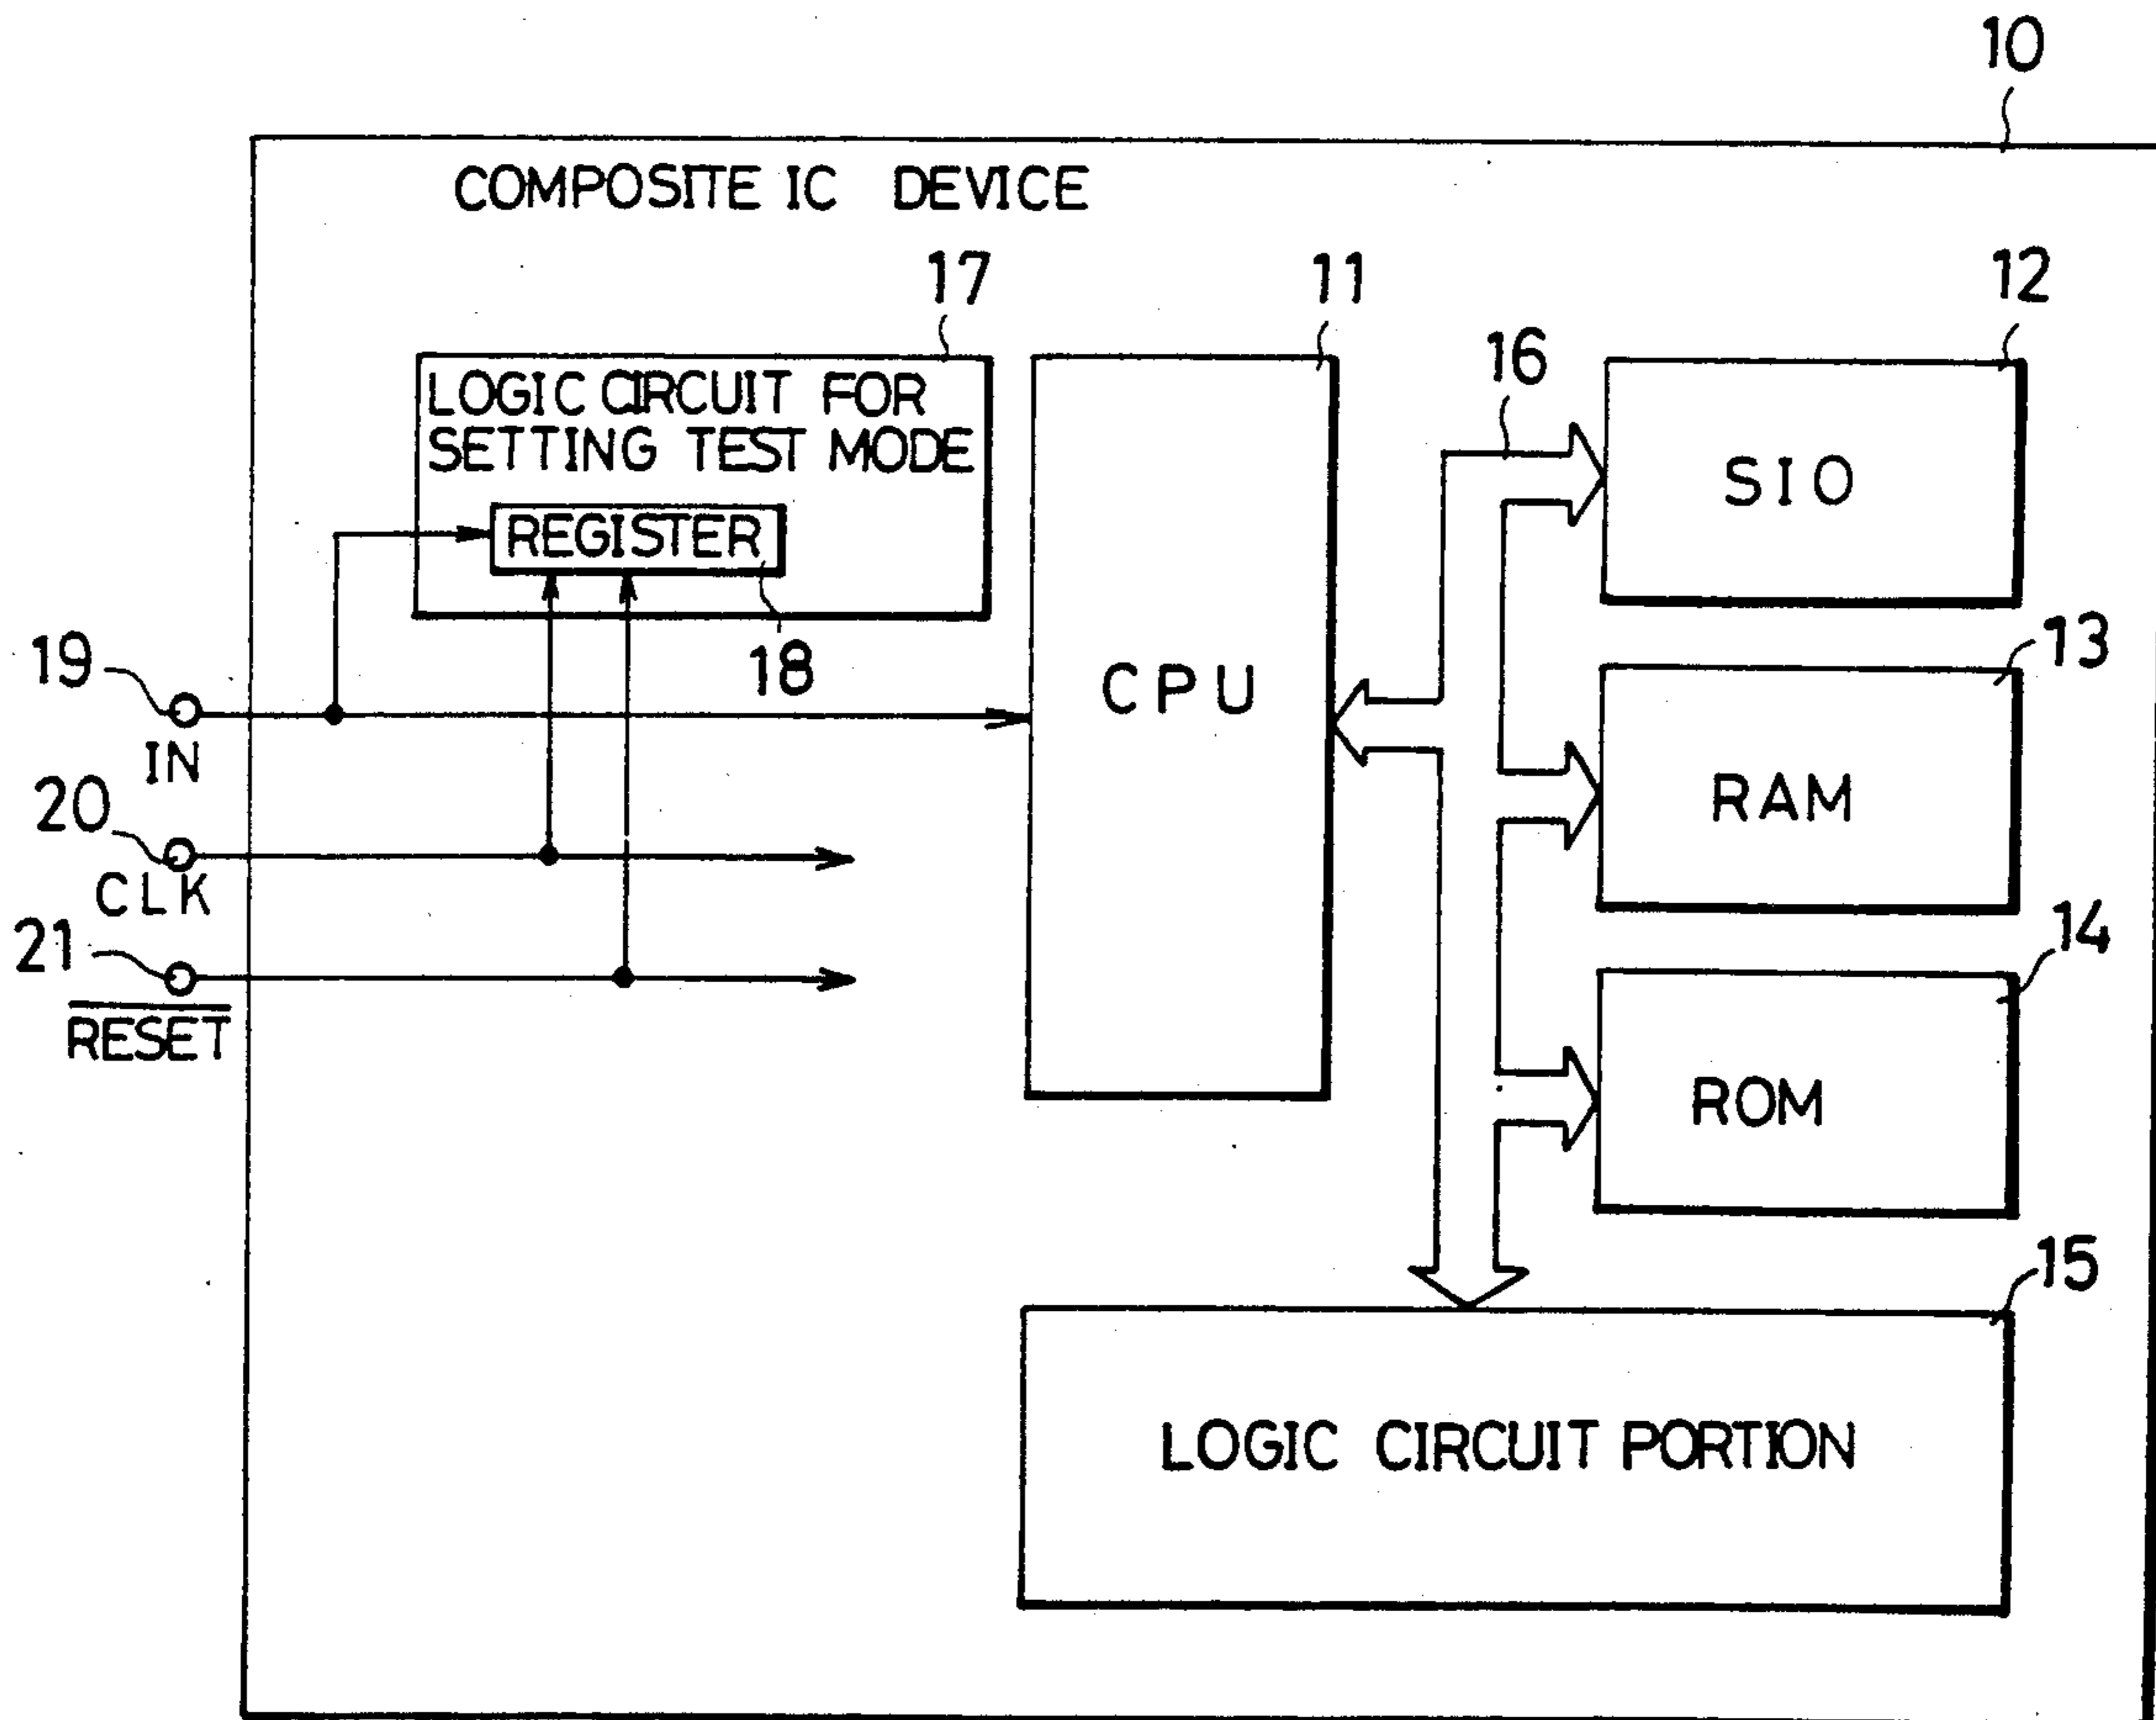 10
COMPOSITE IC DEVICE
17
11
12
16
LOGIC CIRCUIT FOR
SETTING TEST MODE
REGISTER
SIO
18
19
IN
CPU
13
RAM
20
CLK
21
RESET
14
ROM
15
LOGIC CIRCUIT PORTION